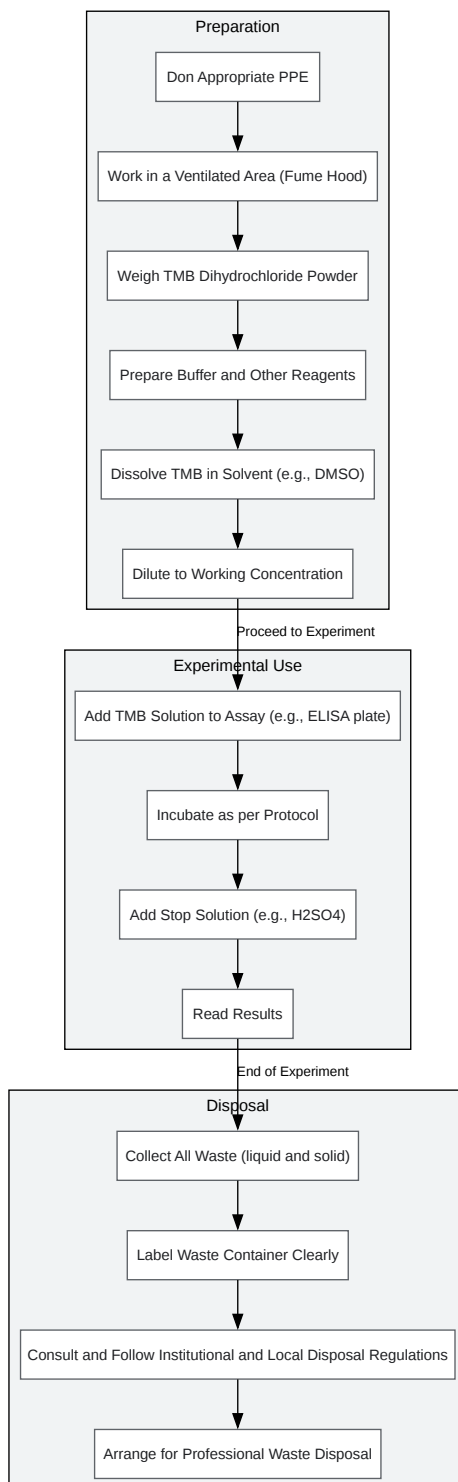 Preparation
Don Appropriate PPE
Work in a Ventilated Area (Fume Hood)
Weigh TMB Dihydrochloride Powder
Prepare Buffer and Other Reagents
Dissolve TMB in Solvent (e.g., DMSO)
Dilute to Working Concentration
Proceed to Experiment
Experimental Use
Add TMB Solution to Assay (e.g., ELISA plate)
Incubate as per Protocol
Add Stop Solution (e.g., H2SO4)
Read Results
End of Experiment
Disposal
Collect All Waste (liquid and solid)
Label Waste Container Clearly
Consult and Follow Institutional and Local Disposal Regulations
Arrange for Professional Waste Disposal